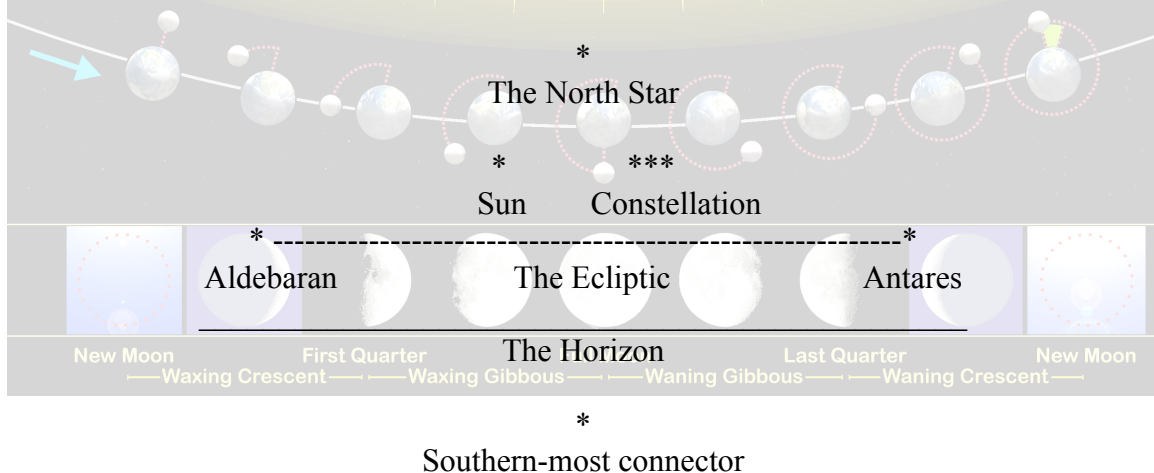 *
The North Star
* ***
Sun Constellation
* ------------------------------------------------------------ *
Aldebaran The Ecliptic Antares
The Horizon
New Moon First Quarter Last Quarter New Moon
Waxing Crescent Waxing Gibbous Waning Gibbous Waning Crescent
*
Southern-most connector